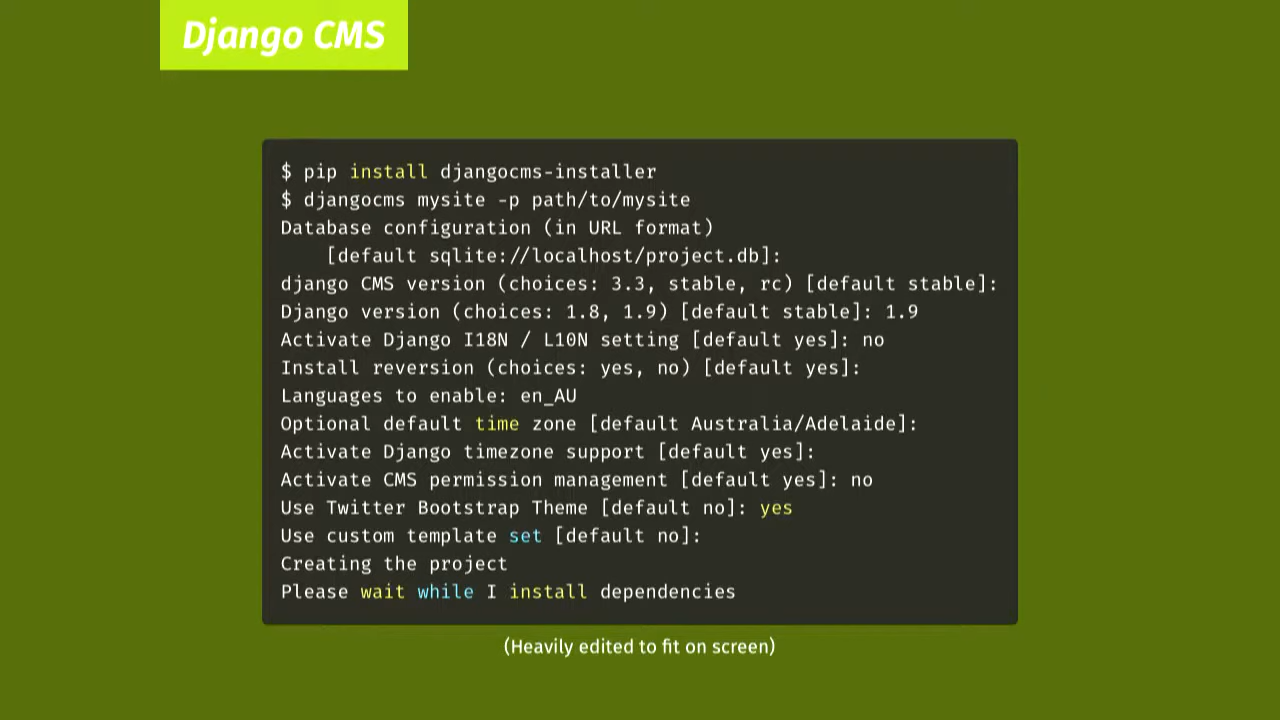 Django CMS
$ pip install djangocms-installer
$ djangocms mysite -p path/to/mysite
Database configuration (in URL format)
    [default sqlite://localhost/project.db]:
django CMS version (choices: 3.3, stable, rc) [default stable]:
Django version (choices: 1.8, 1.9) [default stable]: 1.9
Activate Django I18N / L10N setting [default yes]: no
Install reversion (choices: yes, no) [default yes]:
Languages to enable: en_AU
Optional default time zone [default Australia/Adelaide]:
Activate Django timezone support [default yes]:
Activate CMS permission management [default yes]: no
Use Twitter Bootstrap Theme [default no]: yes
Use custom template set [default no]:
Creating the project
Please wait while I install dependencies
(Heavily edited to fit on screen)